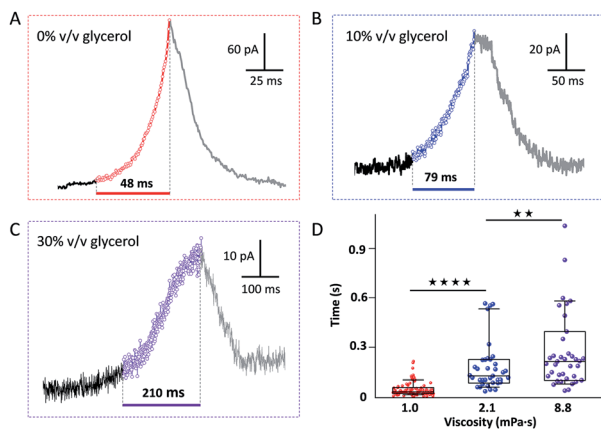 A
0% v/v glycerol
60 pA
25 ms
48 ms
B
10% v/v glycerol
20 pA
50 ms
79 ms
C
30% v/v glycerol
10 pA
100 ms
210 ms
D
★★
★★★★
0.9
0.6
0.3
0
Time (s)
1.0 2.1 8.8
Viscosity (mPa·s)